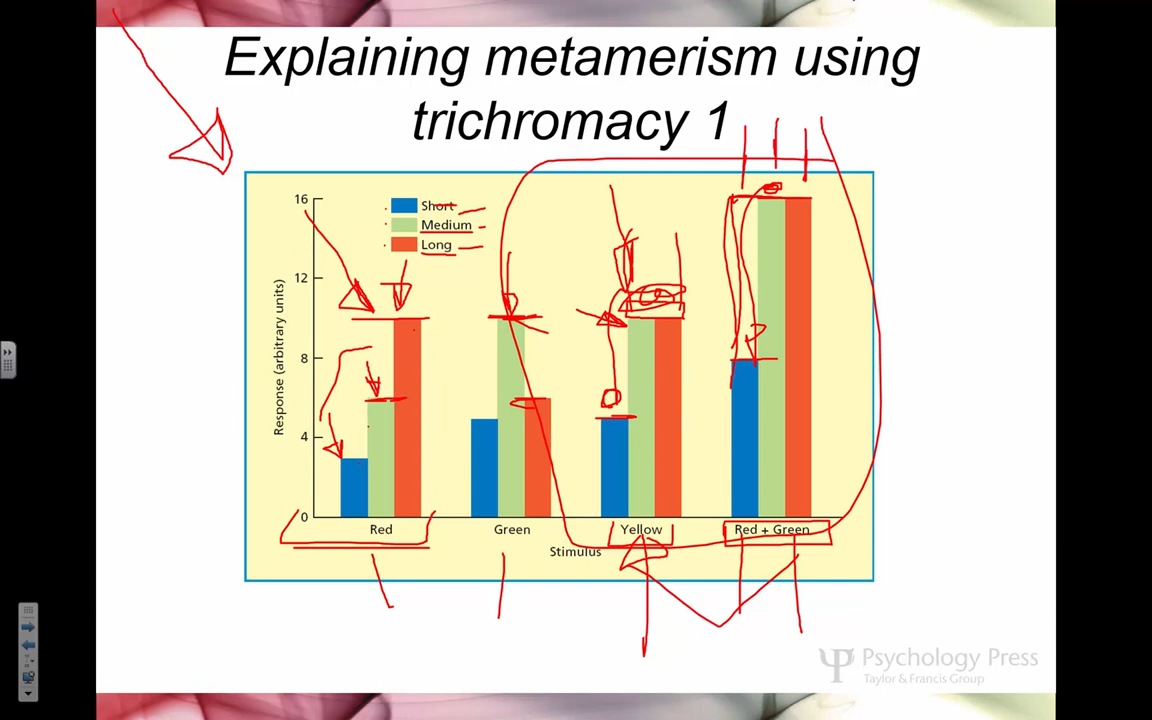 Explaining metamerism using
trichromacy 1
Short
Medium
Long
16
12
8
4
0
Response (arbitrary units)
Red
Green
Yellow
Red + Green
Stimulus
Psychology Press
Taylor & Francis Group